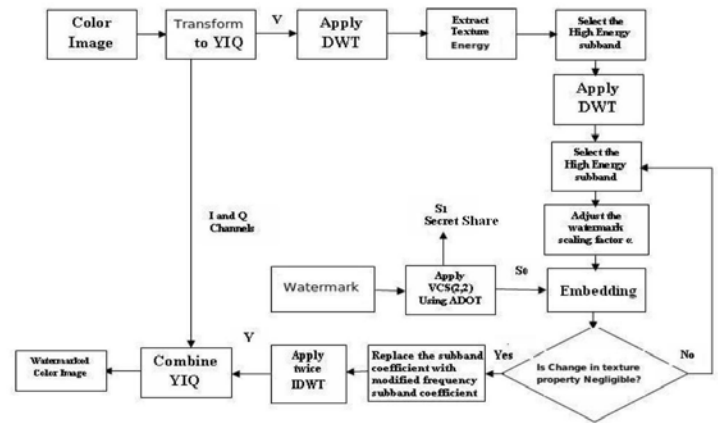 Color
Image
Transform
to YIQ
V
Apply
DWT
Extract
Texture
Energy
Select the
High Energy
subband
Apply
DWT
Select the
High Energy
subband
Adjust the
watermark
scaling factor α
I and Q
Channels
S1
Secret Share
Watermark
Apply
VCS(2,2)
Using ADOT
S0
Embedding
Is Change in texture
property Negligible?
No
Yes
Replace the subband
coefficient with
modified frequency
subband coefficient
Apply
twice
IDWT
Y
Combine
YIQ
Watermarked
Color Image